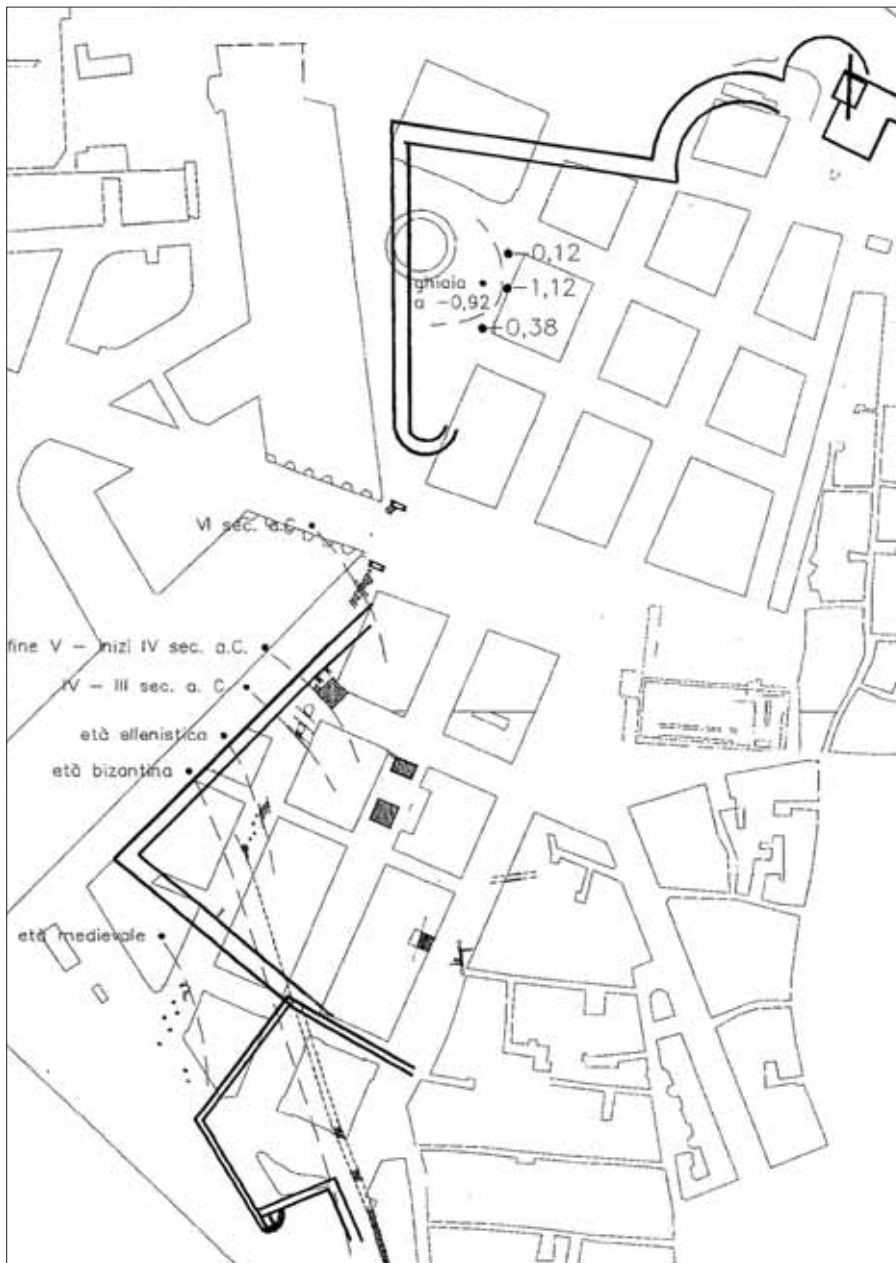 -0,12
ghiaia
a -0,92
-1,12
-0,38
VI sec. a.C.
fine V - inizi IV sec. a.C.
IV - III sec. a. C.
età ellenistica
età bizantina
età medievale